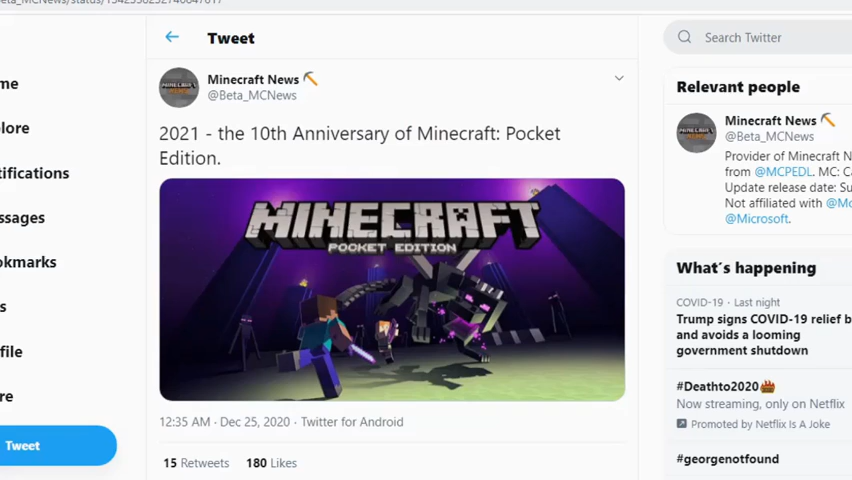 Tweet
Search Twitter
Minecraft News
@Beta_MCNews
2021 - the 10th Anniversary of Minecraft: Pocket
Edition.
MINECRAFT
POCKET EDITION
12:35 AM · Dec 25, 2020 · Twitter for Android
15 Retweets 180 Likes
me
lore
tifications
ssages
okmarks
s
file
re
Tweet
Relevant people
Minecraft News
@Beta_MCNews
Provider of Minecraft N
from @MCPEDL. MC: Ca
Update release date: Su
Not affiliated with @Mo
@Microsoft.
What's happening
COVID-19 · Last night
Trump signs COVID-19 relief b
and avoids a looming
government shutdown
#Deathto2020
Now streaming, only on Netflix
Promoted by Netflix Is A Joke
#georgenotfound